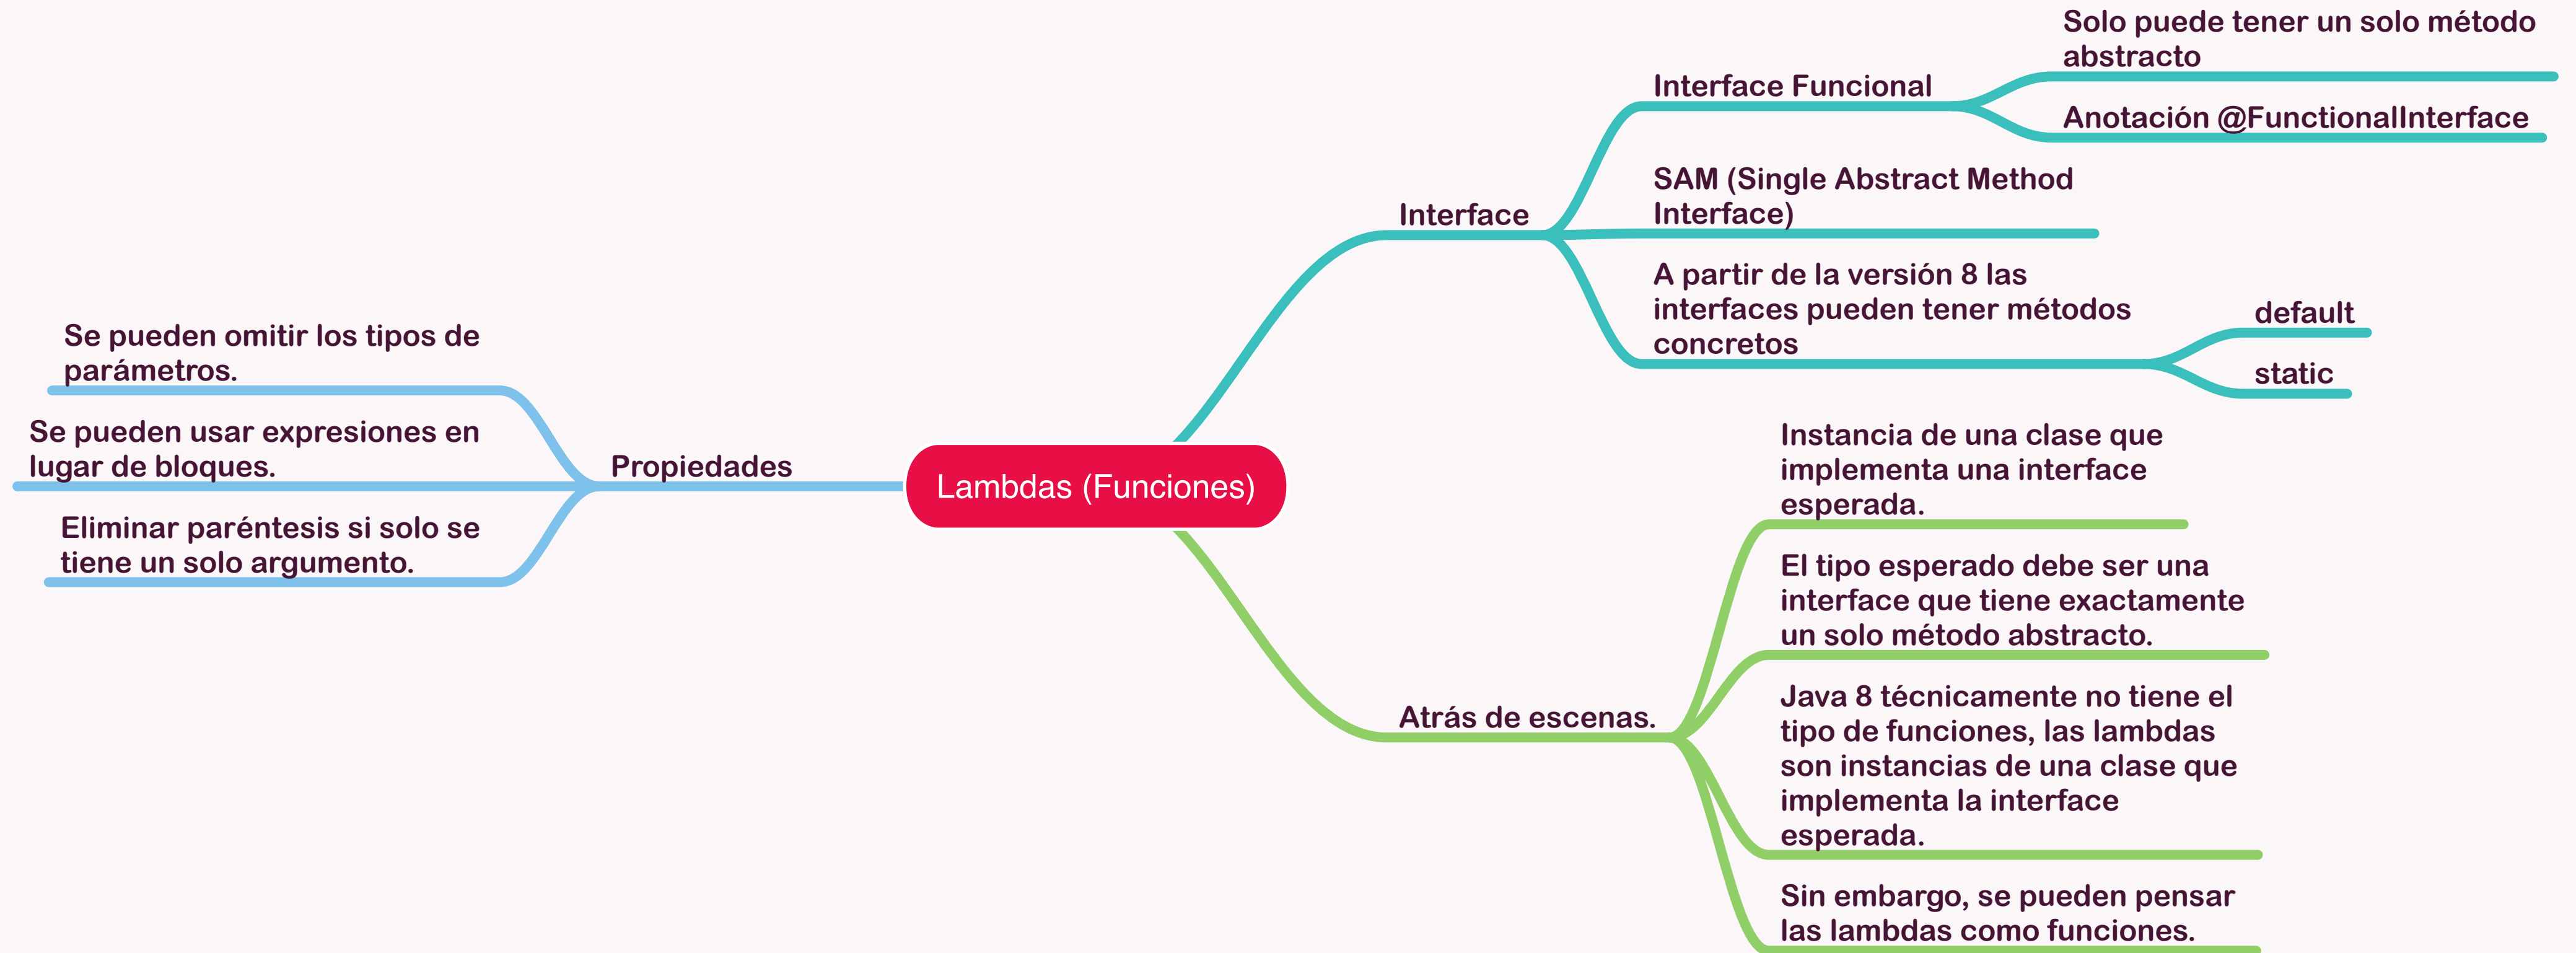 Lambdas (Funciones)
Interface
Interface Funcional
Solo puede tener un solo método
abstracto
Anotación @FunctionalInterface
SAM (Single Abstract Method
Interface)
A partir de la versión 8 las
interfaces pueden tener métodos
concretos
default
static
Atrás de escenas.
Instancia de una clase que
implementa una interface
esperada.
El tipo esperado debe ser una
interface que tiene exactamente
un solo método abstracto.
Java 8 técnicamente no tiene el
tipo de funciones, las lambdas
son instancias de una clase que
implementa la interface
esperada.
Sin embargo, se pueden pensar
las lambdas como funciones.
Propiedades
Se pueden omitir los tipos de
parámetros.
Se pueden usar expresiones en
lugar de bloques.
Eliminar paréntesis si solo se
tiene un solo argumento.